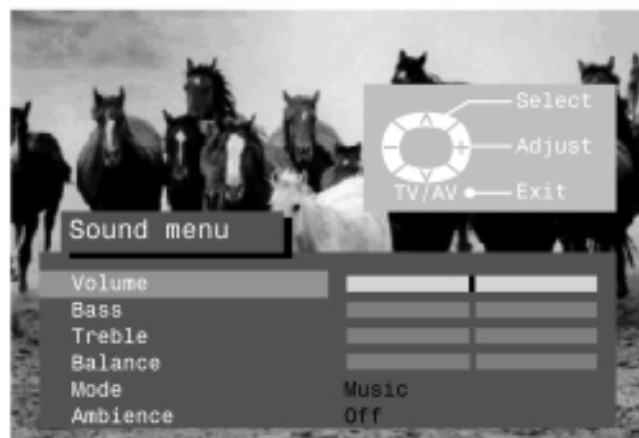 Select
Adjust
TV/AV Exit
Sound menu
Volume
Bass
Treble
Balance
Mode Music
Ambience Off